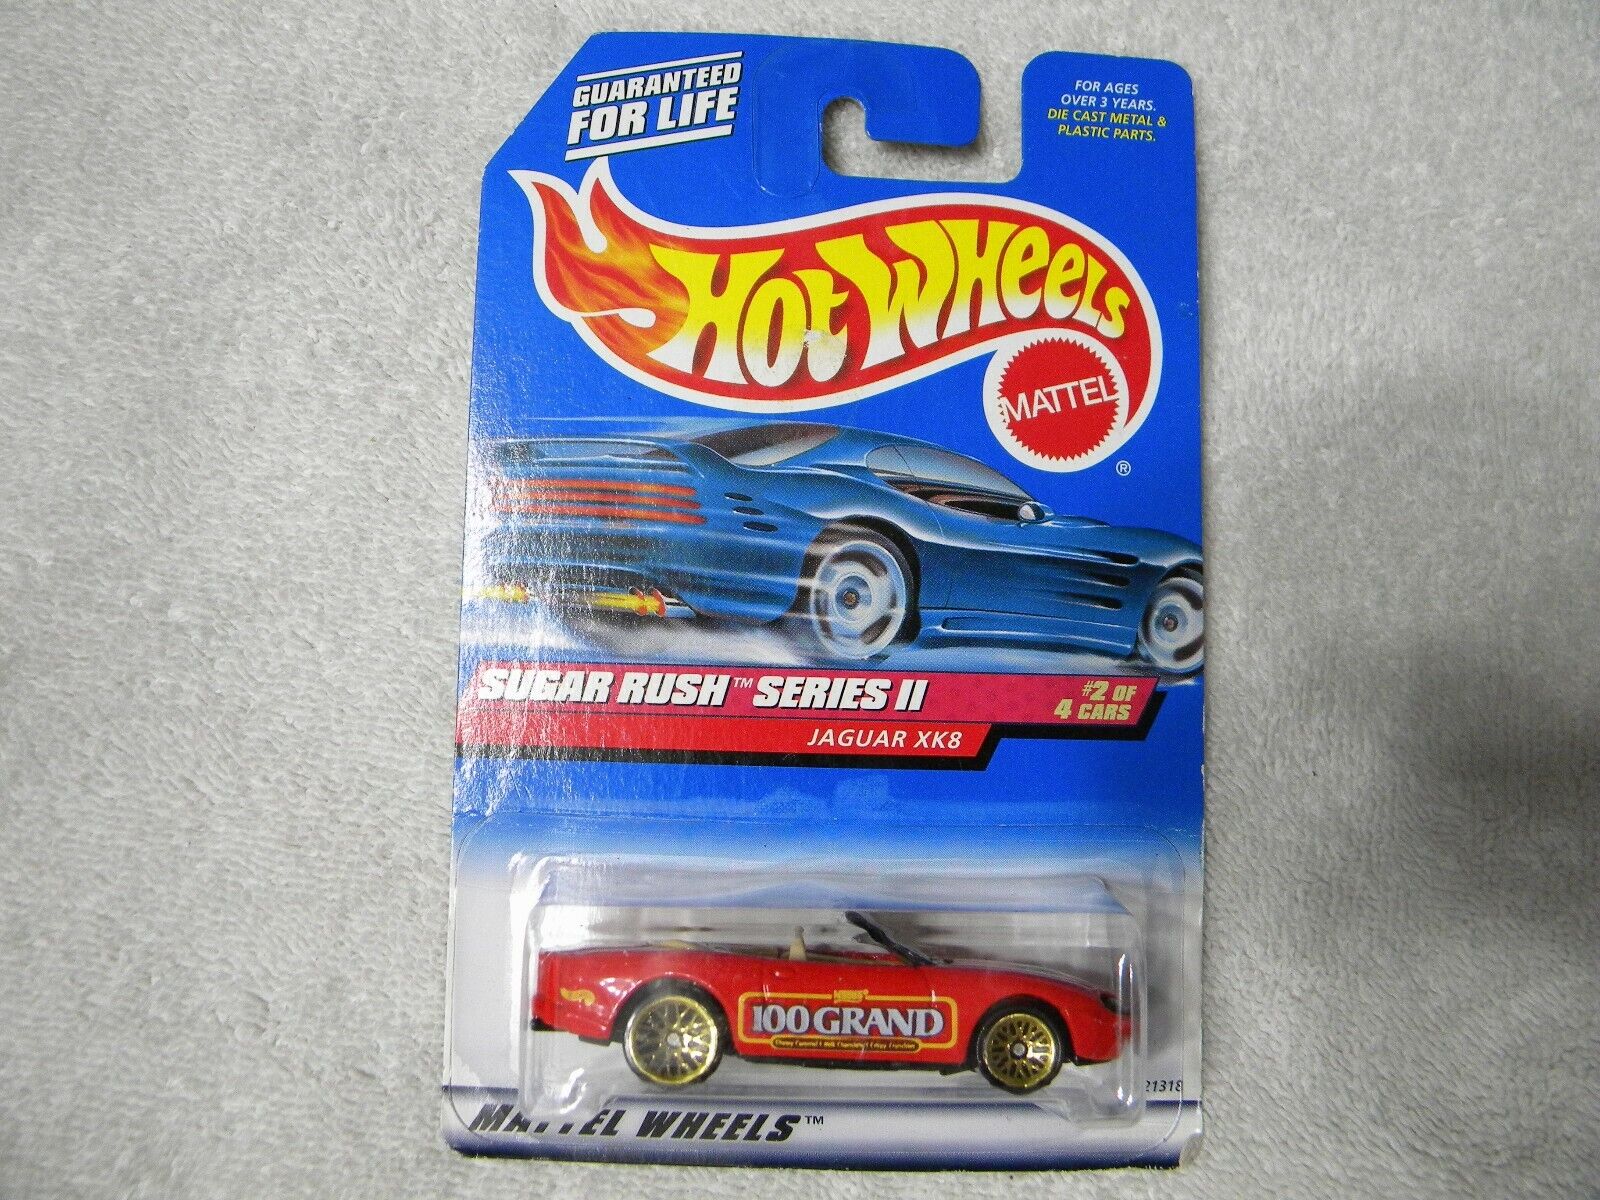 GUARANTEED
FOR LIFE
FOR AGES
OVER 3 YEARS.
DIE CAST METAL &
PLASTIC PARTS.
HOT WHEELS
MATTEL
®
SUGAR RUSH™ SERIES II
#2 OF
4 CARS
JAGUAR XK8
100 GRAND
21318
MATTEL WHEELS™